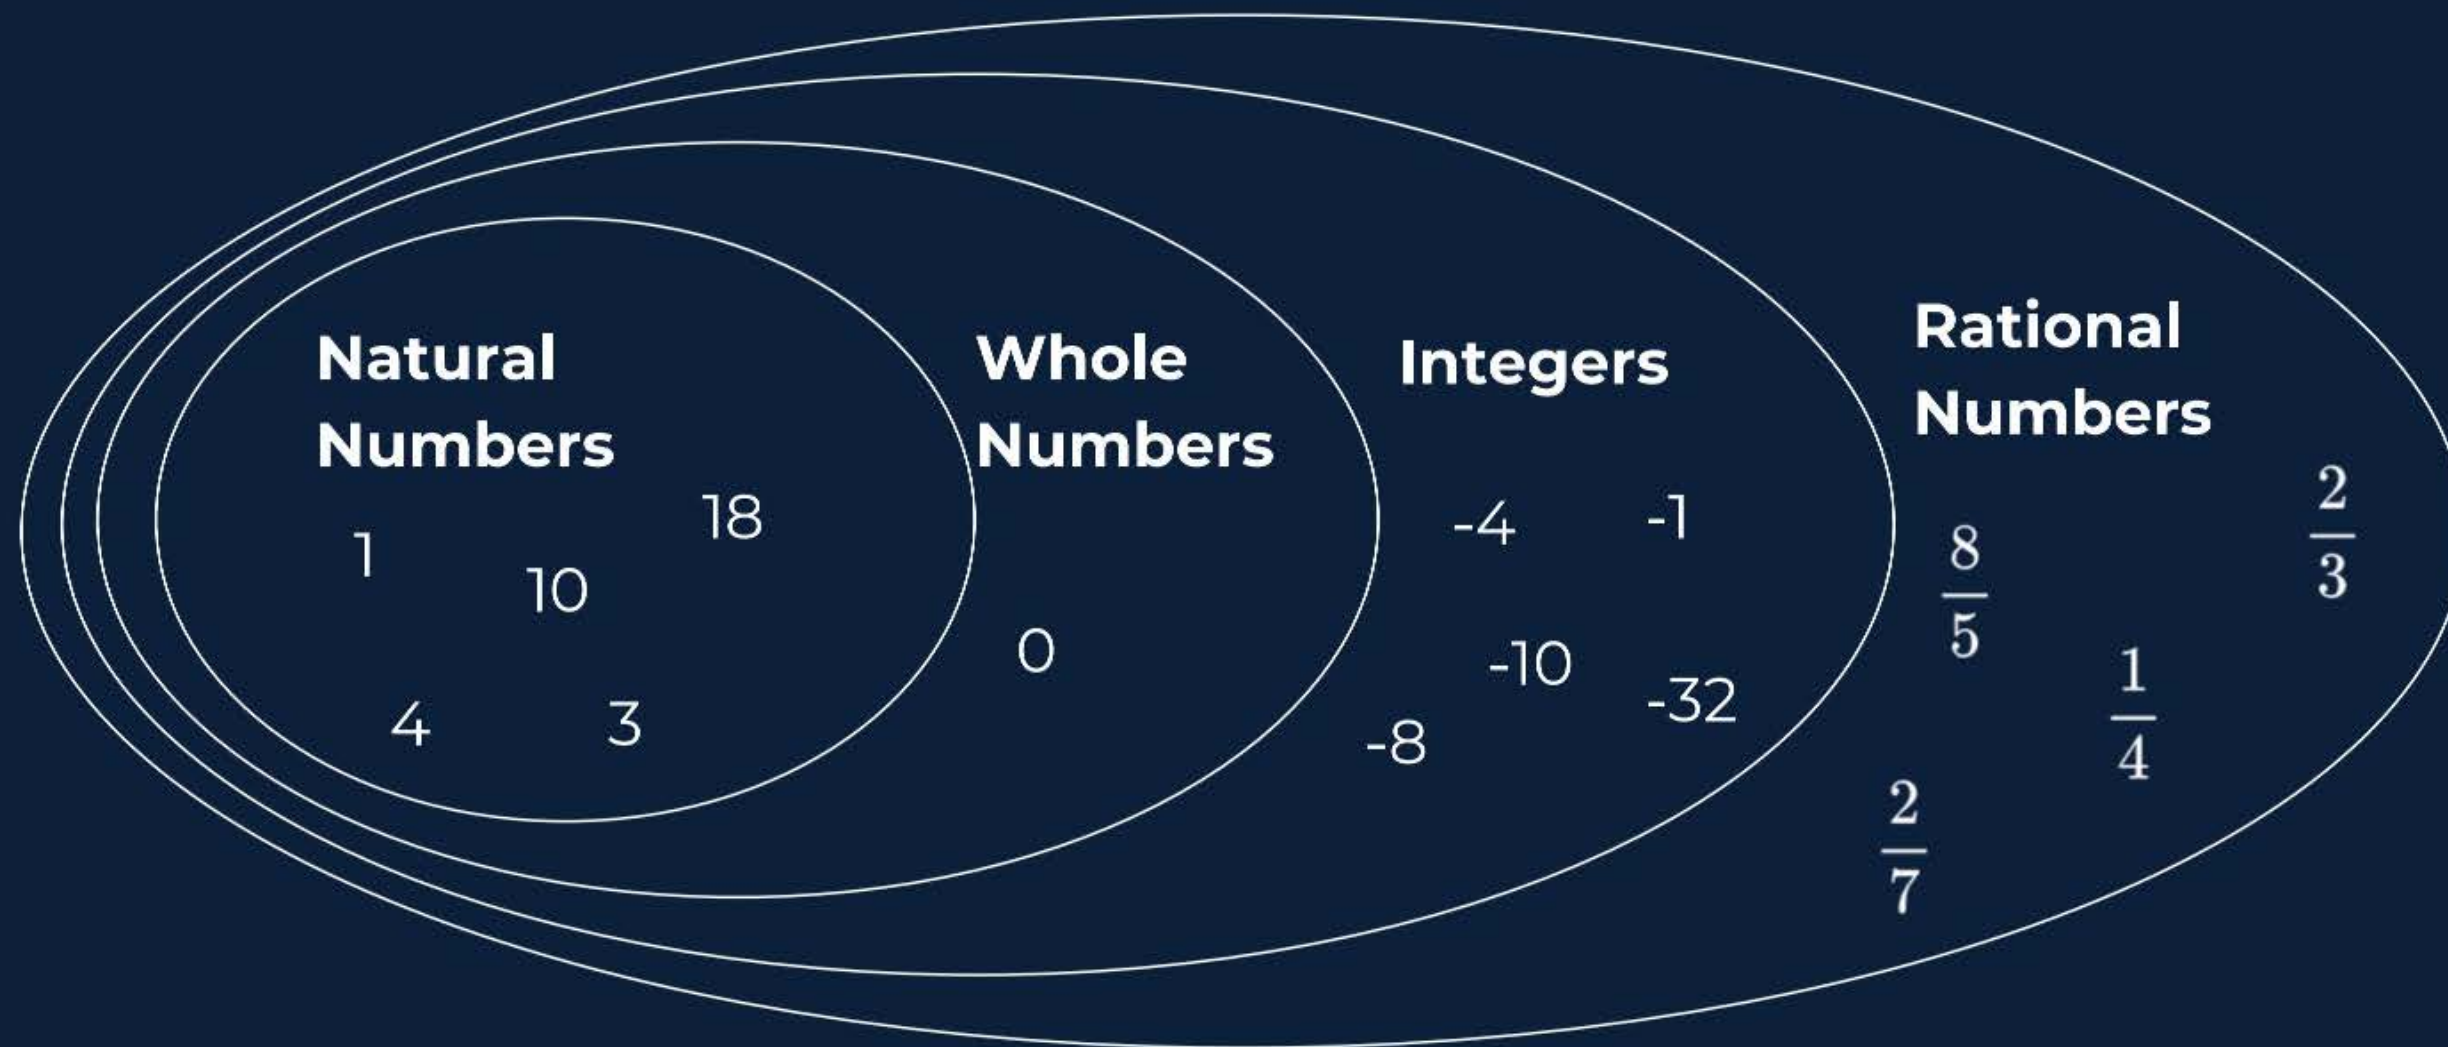 Natural
Numbers
1
10
18
4
3
Whole
Numbers
0
Integers
-4
-1
-10
-32
-8
Rational
Numbers
8/5
2/3
1/4
2/7